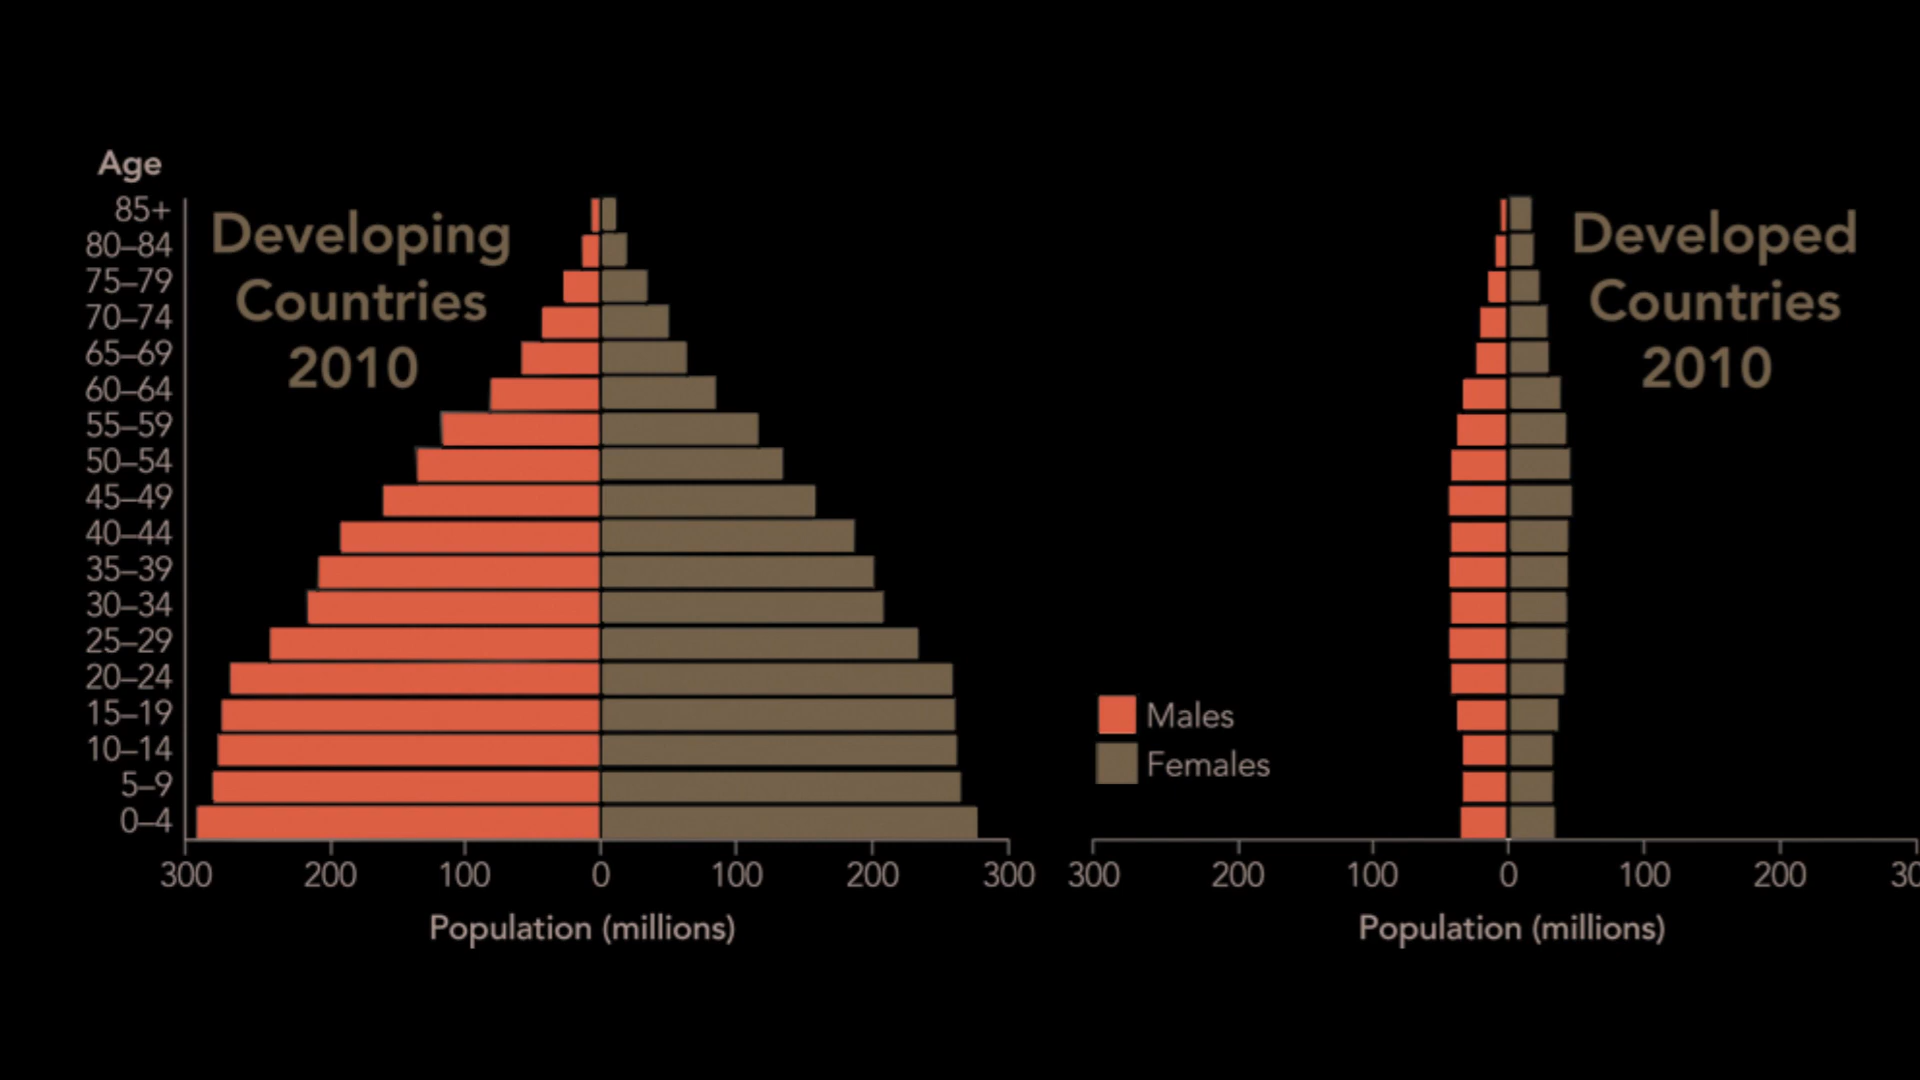 Age
85+
80–84
75–79
70–74
65–69
60–64
55–59
50–54
45–49
40–44
35–39
30–34
25–29
20–24
15–19
10–14
5–9
0–4
Developing
Countries
2010
300 200 100 0 100 200 300
Population (millions)
Males
Females
Developed
Countries
2010
300 200 100 0 100 200 30
Population (millions)